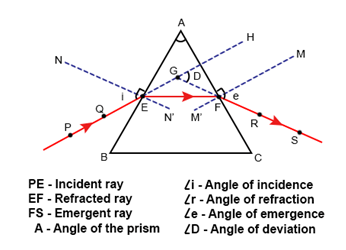 A
H
N
M
G
D
i
E
F
e
Q
N'
M'
R
P
S
B
C
PE - Incident ray
∠i - Angle of incidence
EF - Refracted ray
∠r - Angle of refraction
FS - Emergent ray
∠e - Angle of emergence
A - Angle of the prism
∠D - Angle of deviation